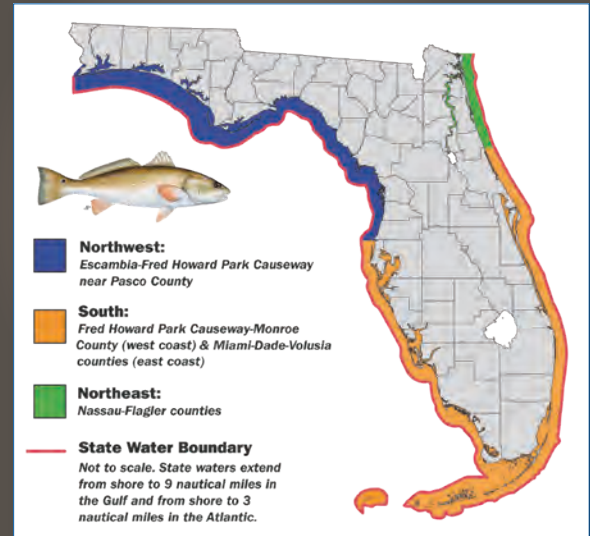 Northwest:
Escambia-Fred Howard Park Causeway
near Pasco County
South:
Fred Howard Park Causeway-Monroe
County (west coast) & Miami-Dade-Volusia
counties (east coast)
Northeast:
Nassau-Flagler counties
State Water Boundary
Not to scale. State waters extend
from shore to 9 nautical miles in
the Gulf and from shore to 3
nautical miles in the Atlantic.